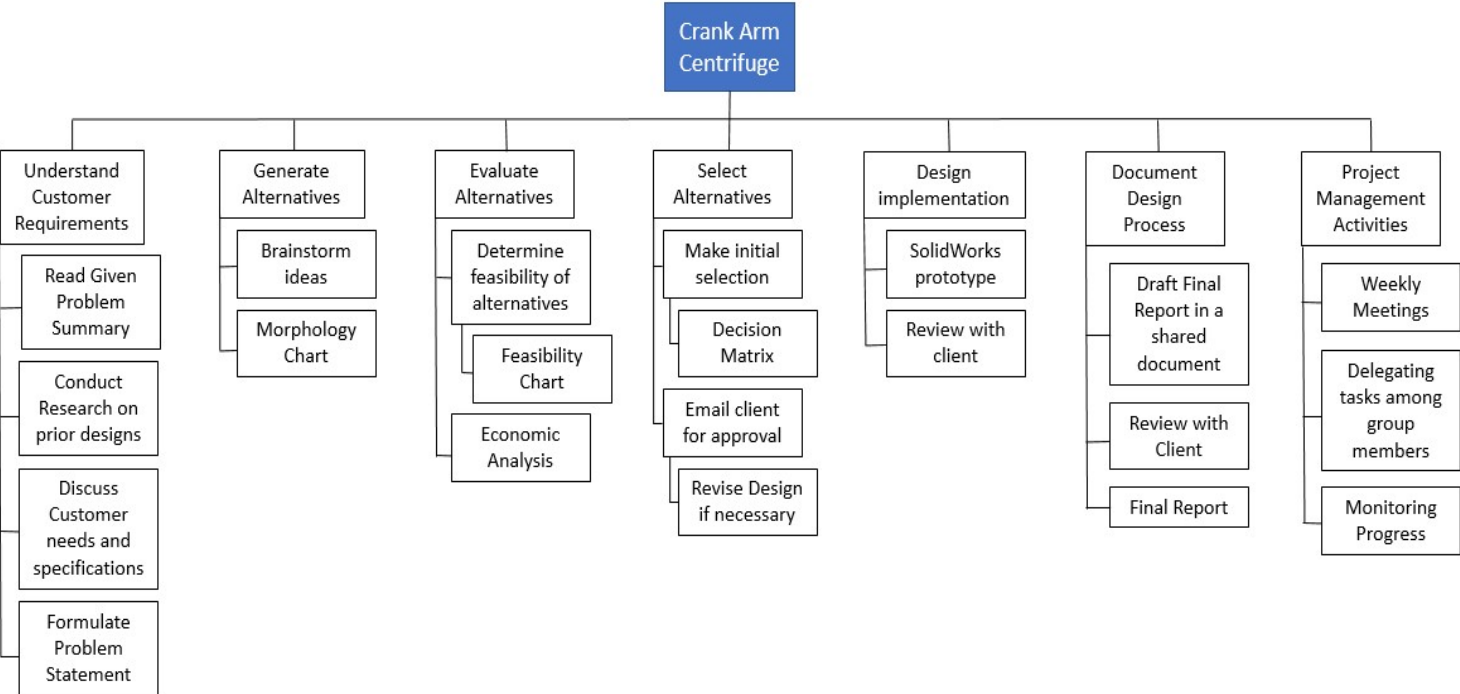 Crank Arm
Centrifuge
Understand
Customer
Requirements
Read Given
Problem
Summary
Conduct
Research on
prior designs
Discuss
Customer
needs and
specifications
Formulate
Problem
Statement
Generate
Alternatives
Brainstorm
ideas
Morphology
Chart
Evaluate
Alternatives
Determine
feasibility of
alternatives
Feasibility
Chart
Economic
Analysis
Select
Alternatives
Make initial
selection
Decision
Matrix
Email client
for approval
Revise Design
if necessary
Design
implementation
SolidWorks
prototype
Review with
client
Document
Design
Process
Draft Final
Report in a
shared
document
Review with
Client
Final Report
Project
Management
Activities
Weekly
Meetings
Delegating
tasks among
group
members
Monitoring
Progress